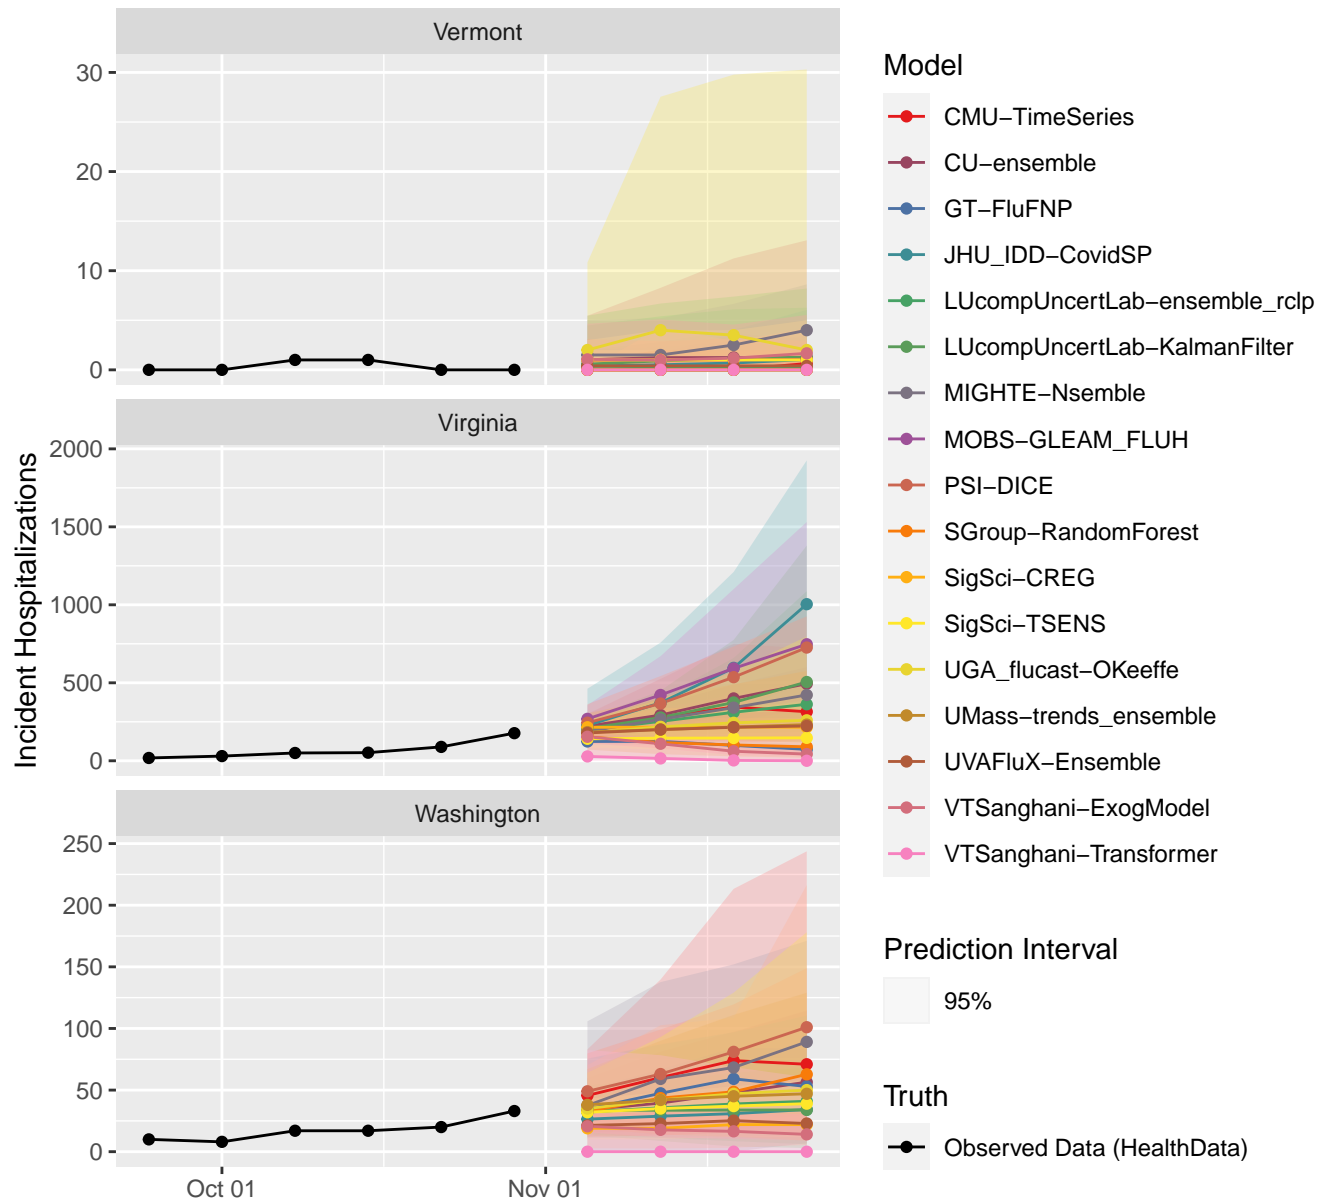 Vermont
30
20
10
0
Virginia
2000
1500
1000
500
0
Washington
250
200
150
100
50
0
Oct 01
Nov 01
Incident Hospitalizations
Model
CMU−TimeSeries
CU−ensemble
GT−FluFNP
JHU_IDD−CovidSP
LUcompUncertLab−ensemble_rclp
LUcompUncertLab−KalmanFilter
MIGHTE−Nsemble
MOBS−GLEAM_FLUH
PSI−DICE
SGroup−RandomForest
SigSci−CREG
SigSci−TSENS
UGA_flucast−OKeeffe
UMass−trends_ensemble
UVAFluX−Ensemble
VTSanghani−ExogModel
VTSanghani−Transformer
Prediction Interval
95%
Truth
Observed Data (HealthData)